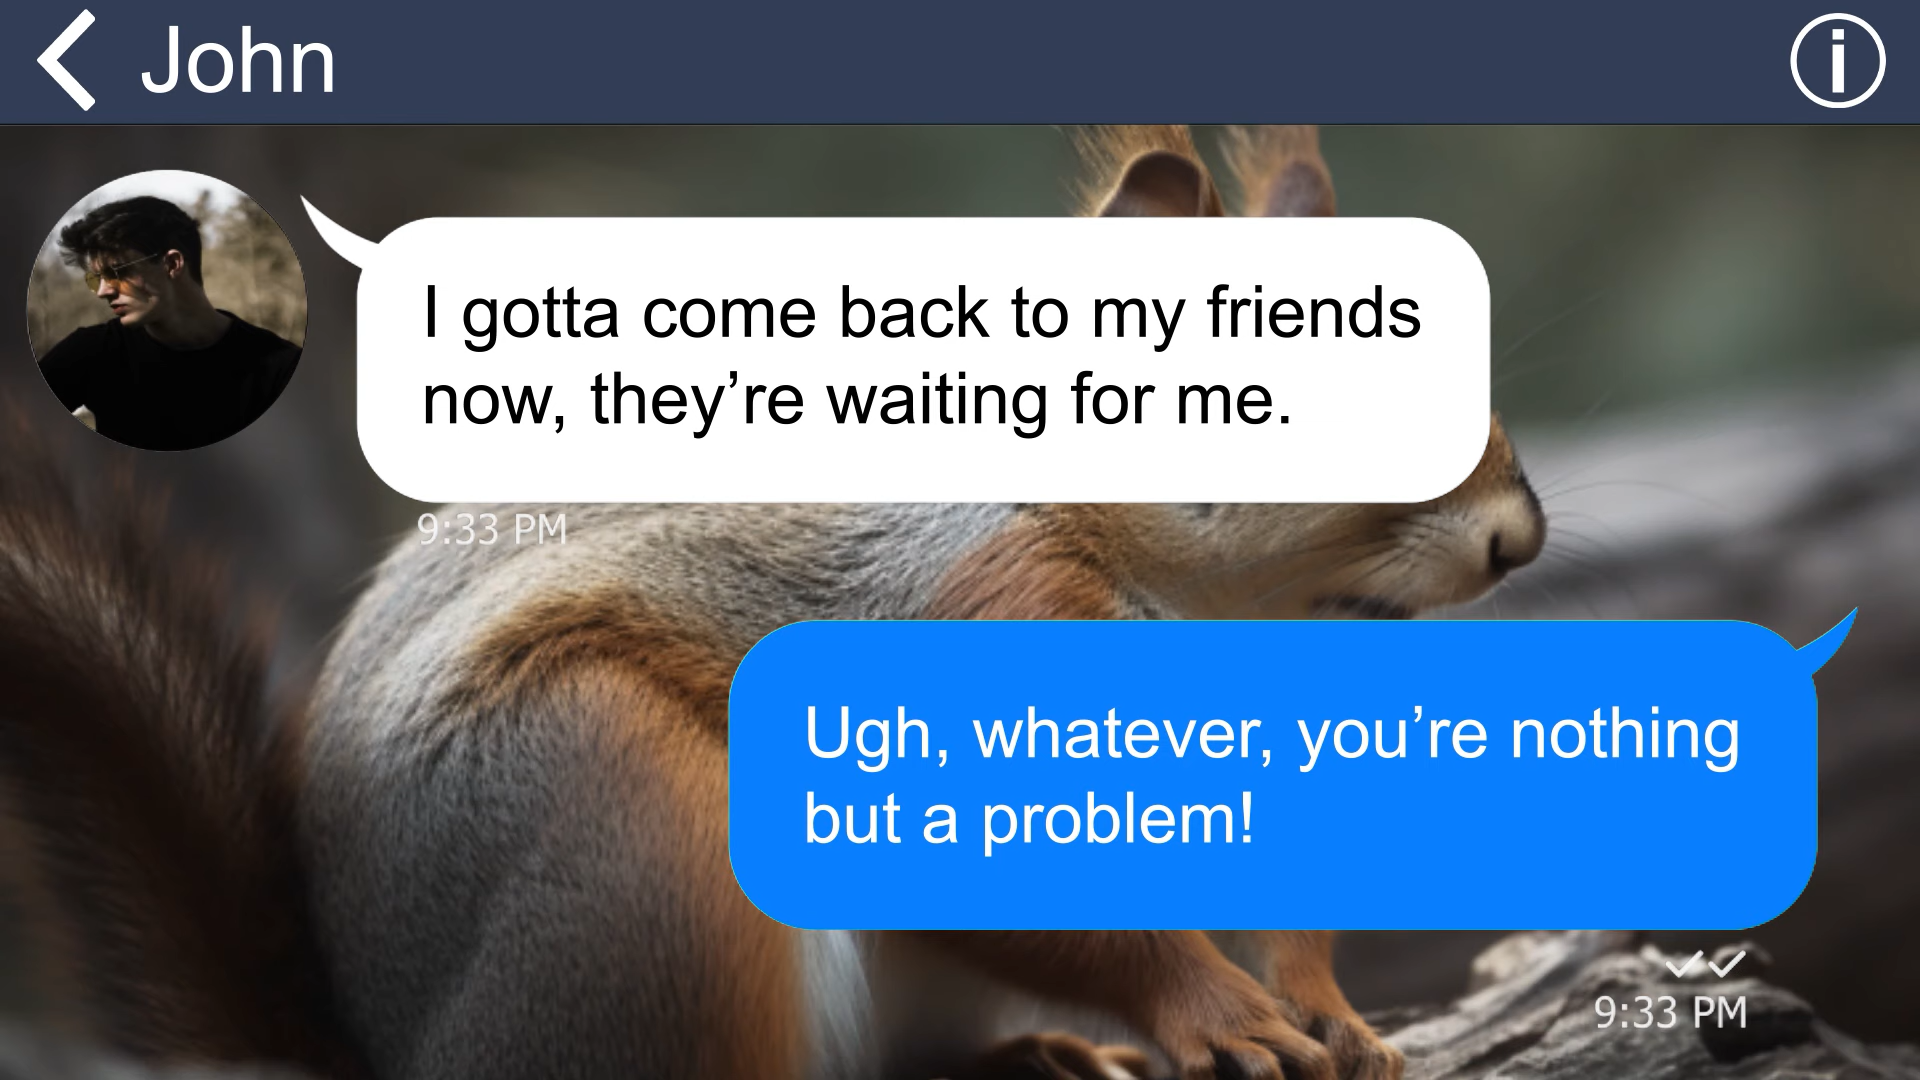 John
I gotta come back to my friends
now, they’re waiting for me.
9:33 PM
Ugh, whatever, you’re nothing
but a problem!
9:33 PM